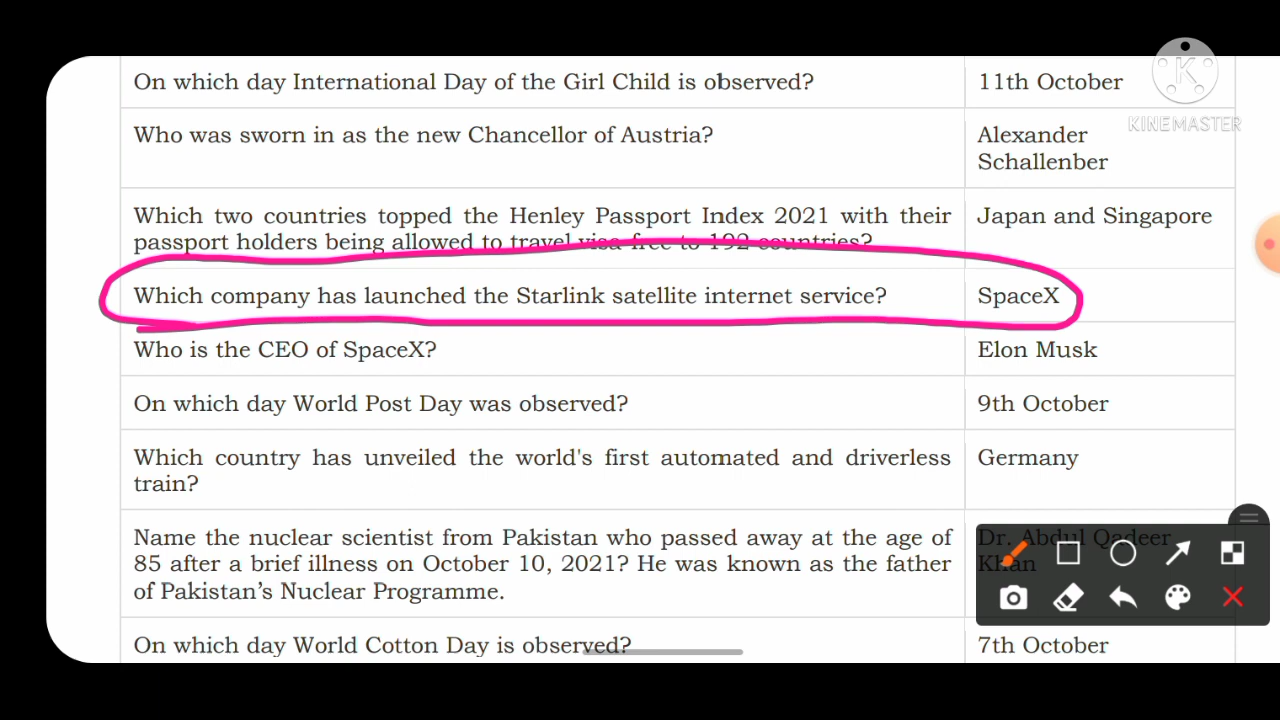 On which day International Day of the Girl Child is observed? 11th October
KINEMASTER
Who was sworn in as the new Chancellor of Austria? Alexander
Schallenber
Which two countries topped the Henley Passport Index 2021 with their Japan and Singapore
passport holders being allowed to travel visa-free to 192 countries?
Which company has launched the Starlink satellite internet service? SpaceX
Who is the CEO of SpaceX? Elon Musk
On which day World Post Day was observed? 9th October
Which country has unveiled the world's first automated and driverless Germany
train?
Name the nuclear scientist from Pakistan who passed away at the age of Dr. Abdul Qadeer
85 after a brief illness on October 10, 2021? He was known as the father Khan
of Pakistan’s Nuclear Programme.
On which day World Cotton Day is observed? 7th October